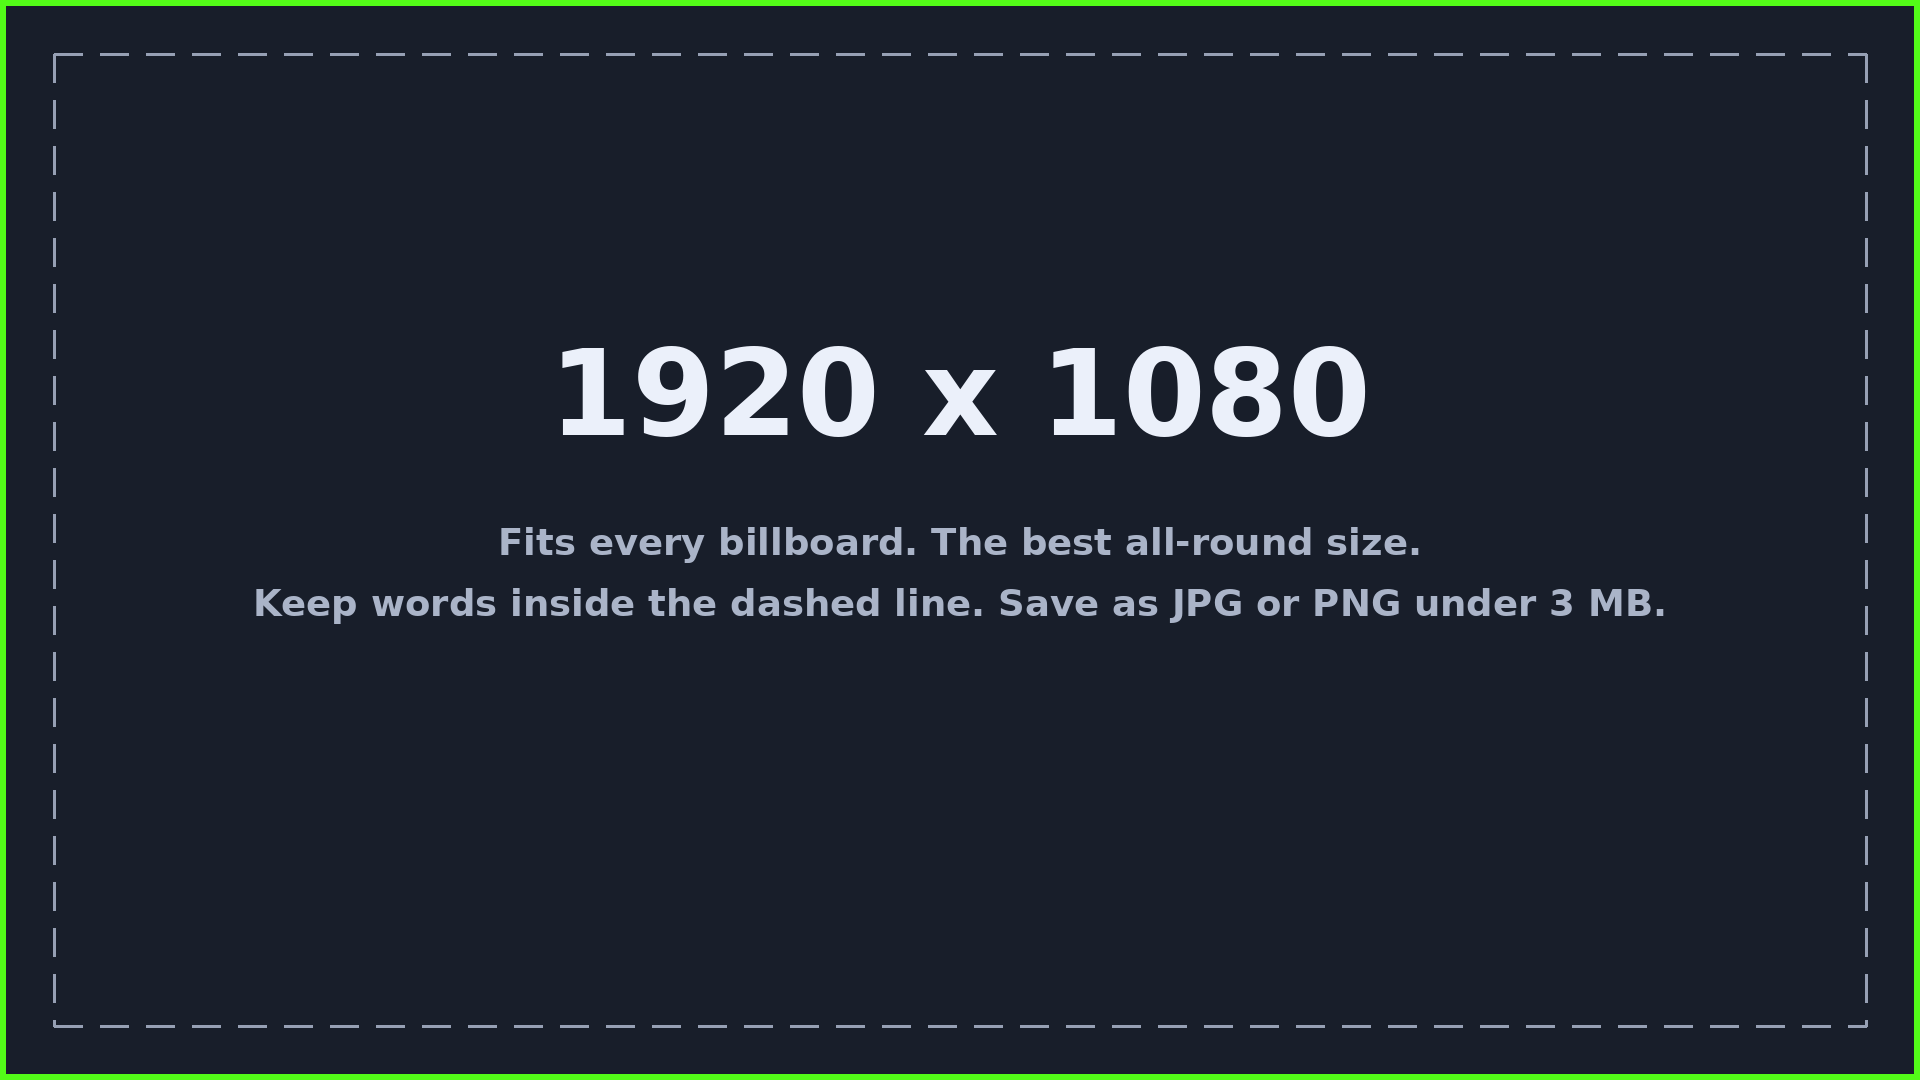 1920 x 1080
Fits every billboard. The best all-round size.
Keep words inside the dashed line. Save as JPG or PNG under 3 MB.